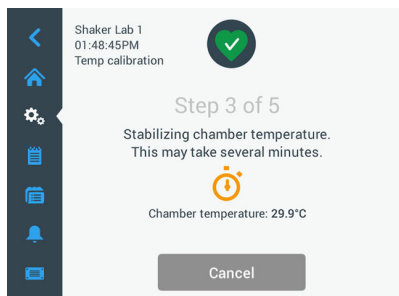 Shaker Lab 1
01:48:45PM
Temp calibration
Step 3 of 5
Stabilizing chamber temperature.
This may take several minutes.
Chamber temperature: 29.9°C
Cancel